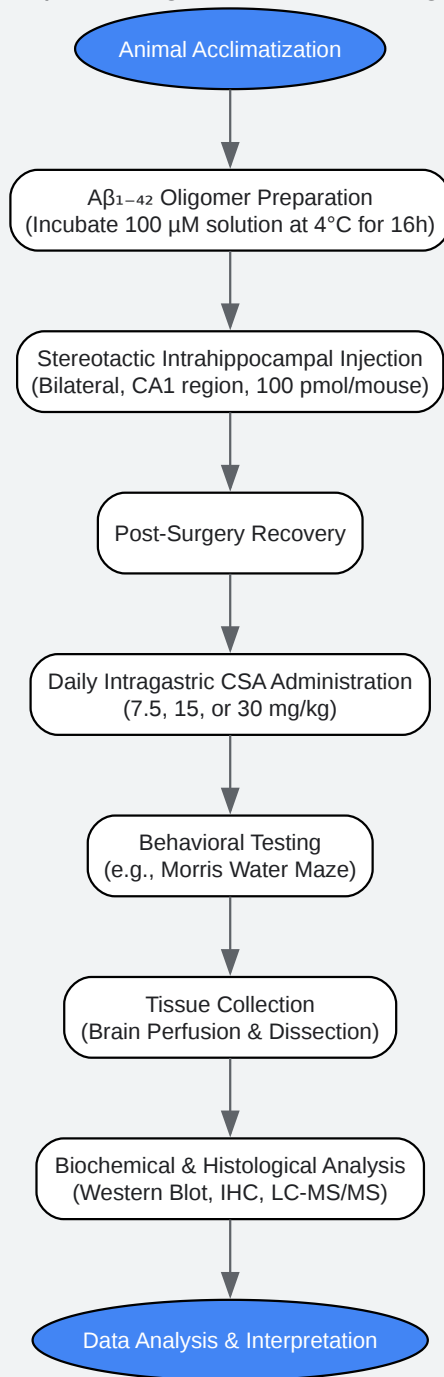 Animal Acclimatization
Aβ₁₋₄₂ Oligomer Preparation
(Incubate 100 µM solution at 4°C for 16h)
Stereotactic Intrahippocampal Injection
(Bilateral, CA1 region, 100 pmol/mouse)
Post-Surgery Recovery
Daily Intragastric CSA Administration
(7.5, 15, or 30 mg/kg)
Behavioral Testing
(e.g., Morris Water Maze)
Tissue Collection
(Brain Perfusion & Dissection)
Biochemical & Histological Analysis
(Western Blot, IHC, LC-MS/MS)
Data Analysis & Interpretation